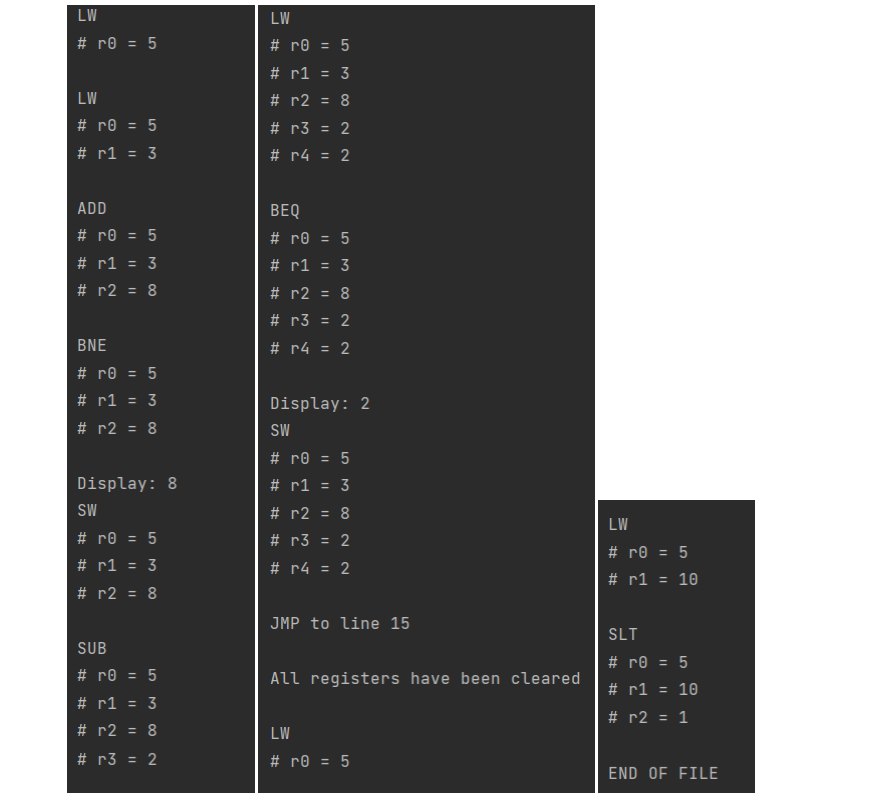 LW
# r0 = 5
LW
# r0 = 5
# r1 = 3
ADD
# r0 = 5
# r1 = 3
# r2 = 8
BNE
# r0 = 5
# r1 = 3
# r2 = 8
Display: 8
SW
# r0 = 5
# r1 = 3
# r2 = 8
SUB
# r0 = 5
# r1 = 3
# r2 = 8
# r3 = 2
LW
# r0 = 5
# r1 = 3
# r2 = 8
# r3 = 2
# r4 = 2
BEQ
# r0 = 5
# r1 = 3
# r2 = 8
# r3 = 2
# r4 = 2
Display: 2
SW
# r0 = 5
# r1 = 3
# r2 = 8
# r3 = 2
# r4 = 2
JMP to line 15
All registers have been cleared
LW
# r0 = 5
LW
# r0 = 5
# r1 = 10
SLT
# r0 = 5
# r1 = 10
# r2 = 1
END OF FILE